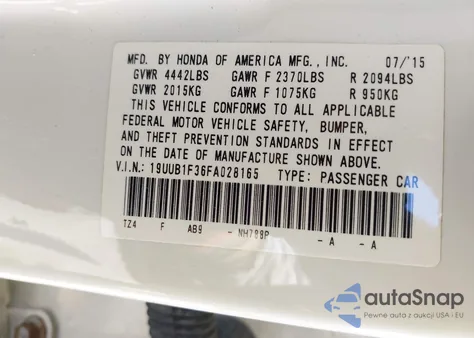 MFD. BY HONDA OF AMERICA MFG., INC. 07/15
GVWR 4442LBS GAWR F 2370LBS R 2094LBS
GVWR 2015KG GAWR F 1075KG R 950KG
THIS VEHICLE CONFORMS TO ALL APPLICABLE
FEDERAL MOTOR VEHICLE SAFETY, BUMPER,
AND THEFT PREVENTION STANDARDS IN EFFECT
ON THE DATE OF MANUFACTURE SHOWN ABOVE.
V.I.N.: 19UUB1F36FA028165 TYPE: PASSENGER CAR
TZ4 F AB9 - NH788P - A - A
autoSnap
Pewne auta z aukcji USA i EU